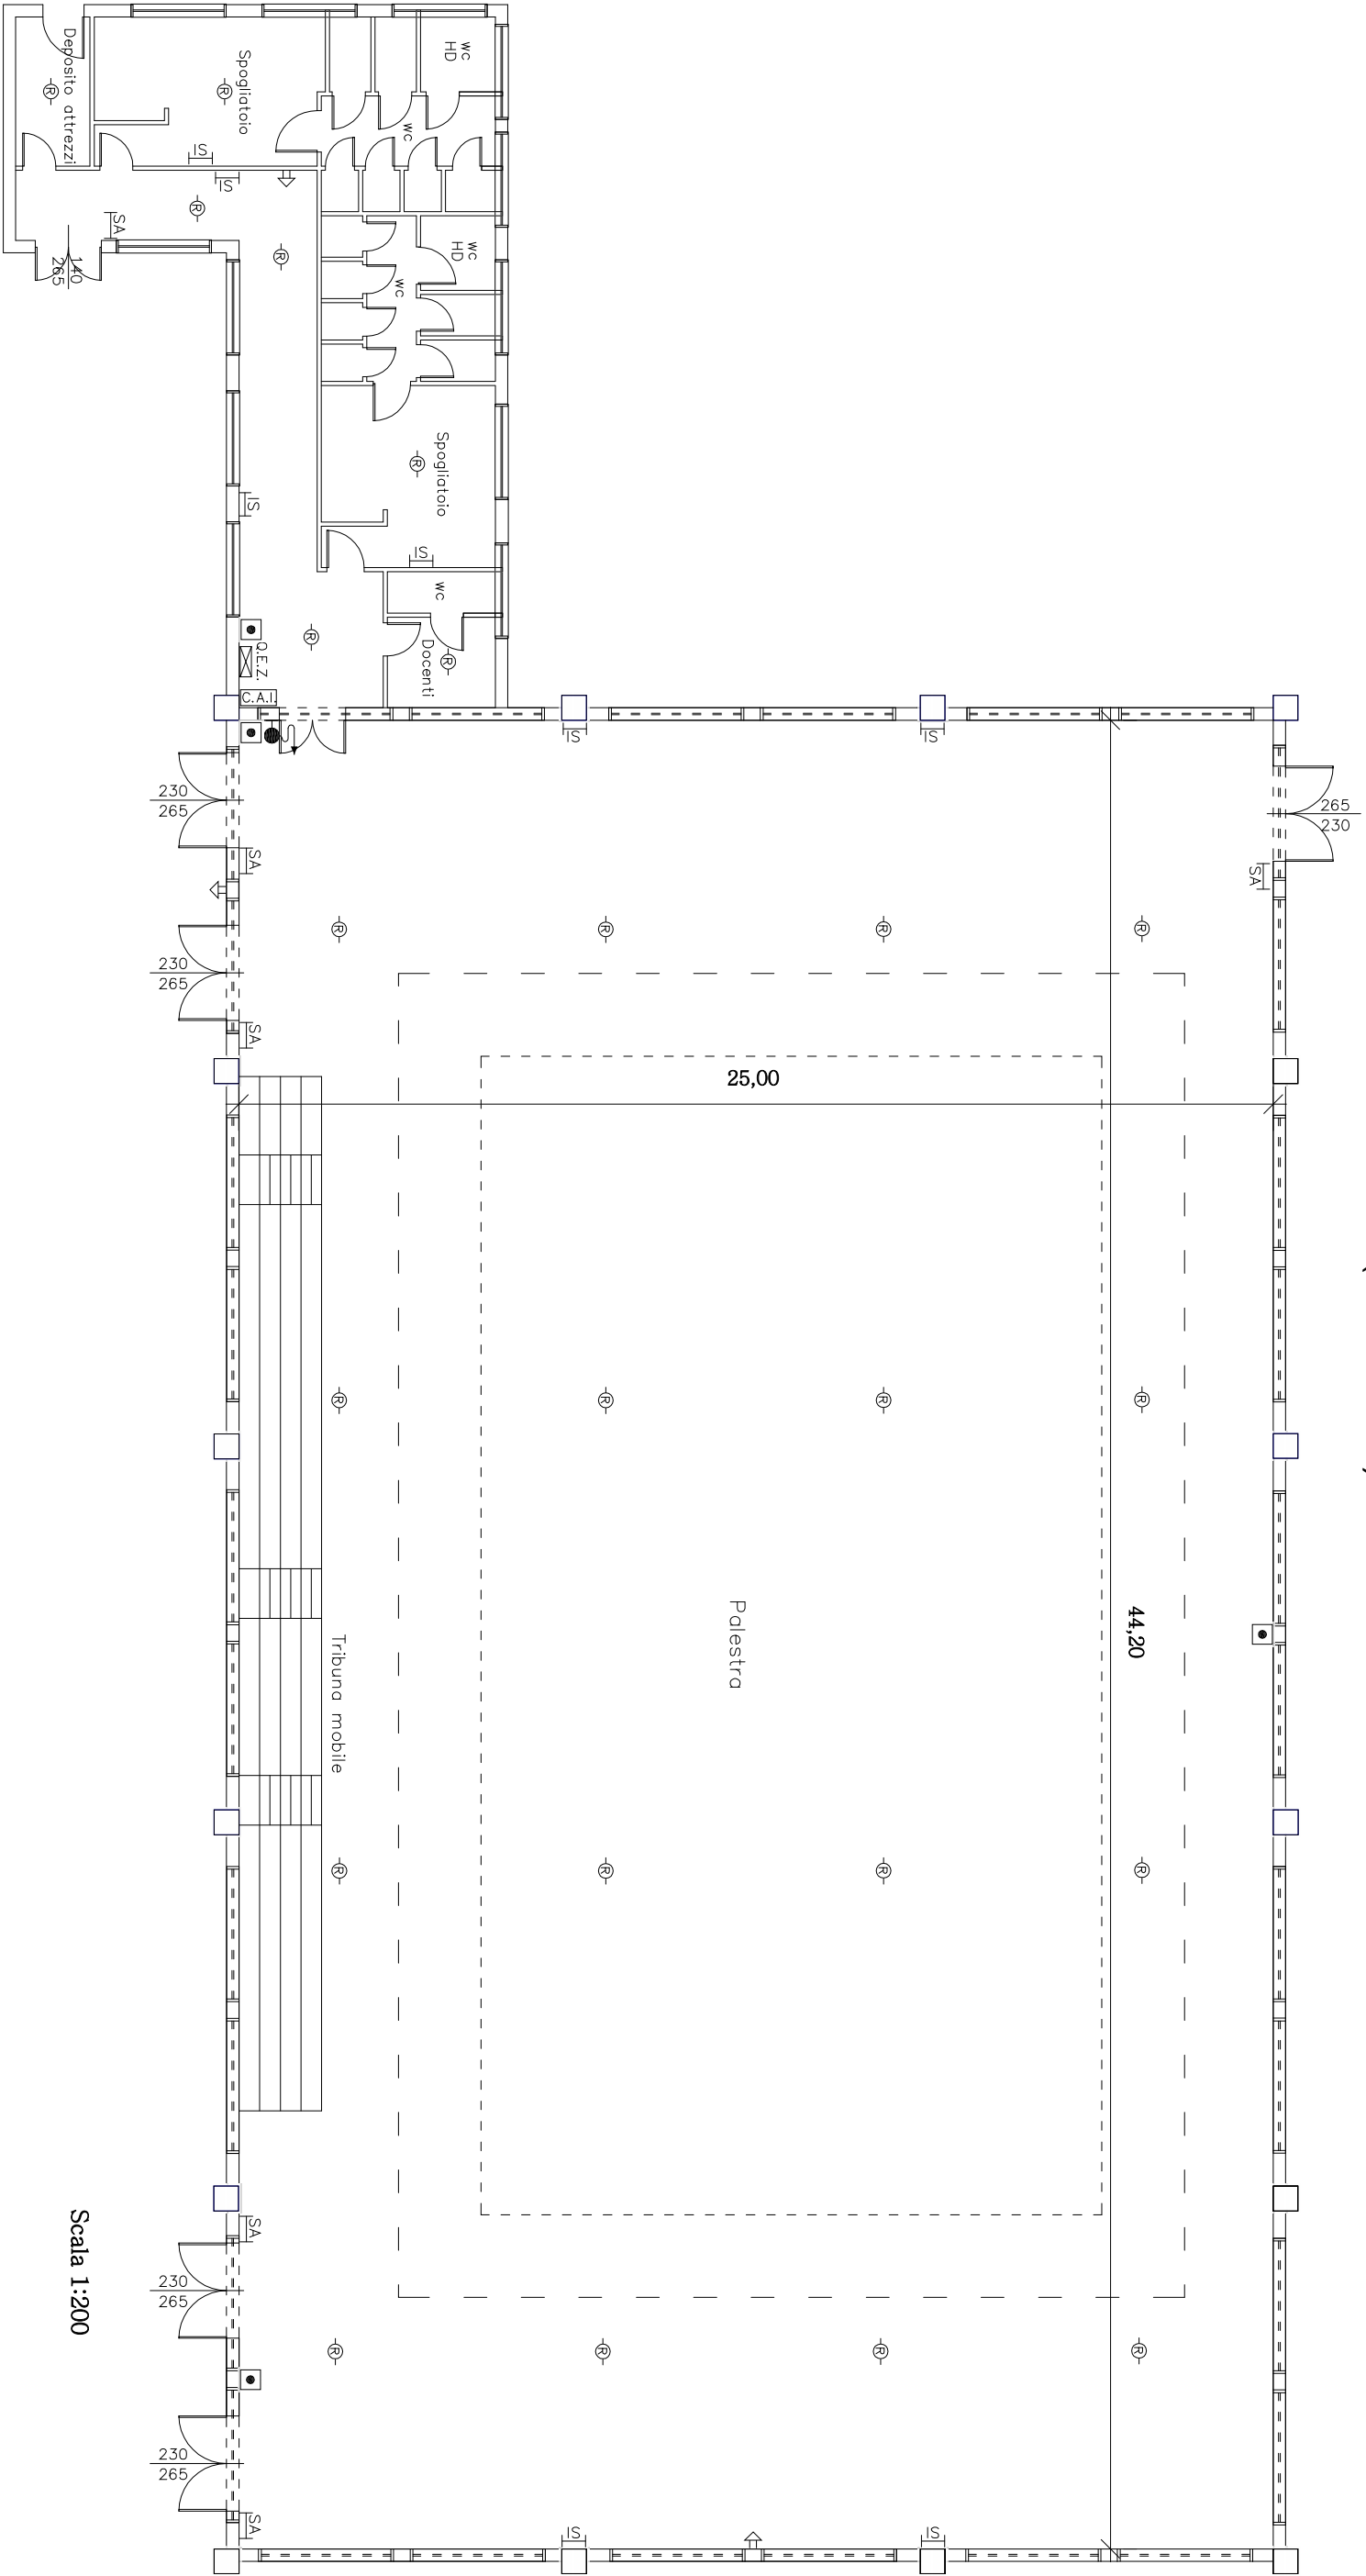 Deposito attrezzi
R
Spogliatoio
R
WC
HD
WC
IS
IS
R
SA
140
265
R
WC
HD
WC
Spogliatoio
R
IS
IS
WC
Docenti
R
R
Q.E.Z.
C.A.I.
IS
IS
230
265
265
230
SA
SA
R
R
R
R
230
265
SA
25,00
R
R
R
R
44,20
Palestra
Tribuna mobile
R
R
R
R
SA
230
265
Scala 1:200
R
R
R
R
230
265
SA
IS
IS